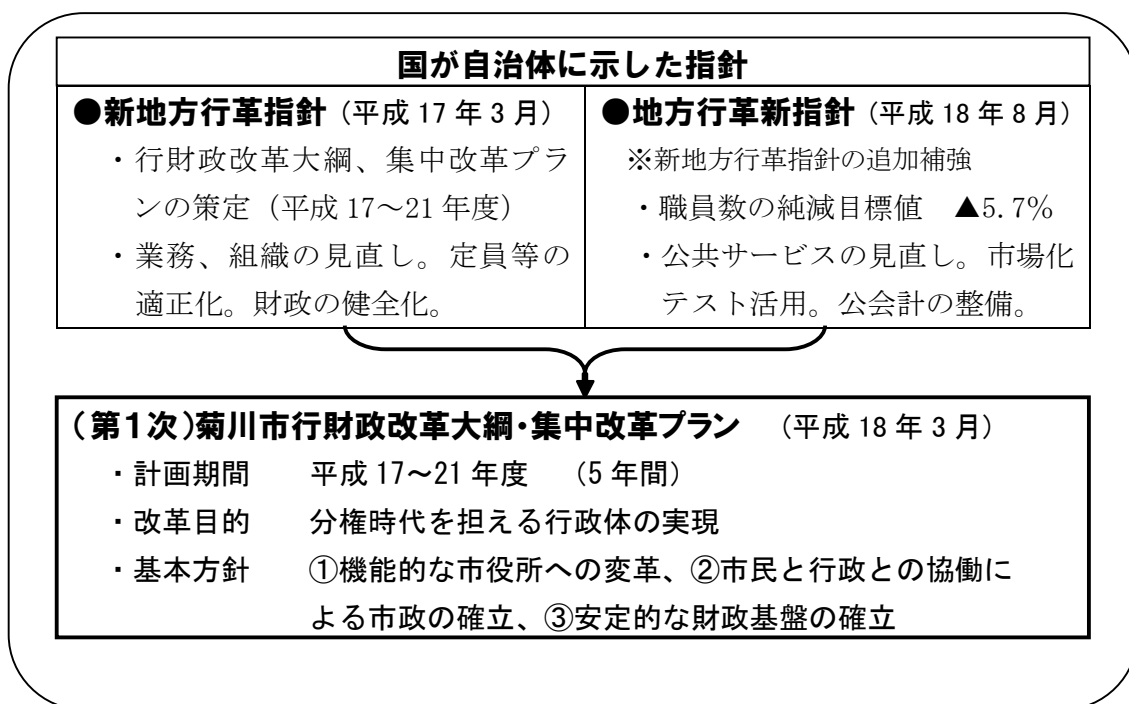 国が自治体に示した指針
●新地方行革指針（平成 17 年 3 月）
・行財政改革大綱、集中改革プラ
ンの策定（平成 17～21 年度）
・業務、組織の見直し。定員等の
適正化。財政の健全化。
●地方行革新指針（平成 18 年 8 月）
※新地方行革指針の追加補強
・職員数の純減目標値　▲5.7％
・公共サービスの見直し。市場化
テスト活用。公会計の整備。
（第１次）菊川市行財政改革大綱・集中改革プラン　（平成 18 年 3 月）
・計画期間　　平成 17～21 年度　（5 年間）
・改革目的　　分権時代を担える行政体の実現
・基本方針　　①機能的な市役所への変革、②市民と行政との協働に
よる市政の確立、③安定的な財政基盤の確立